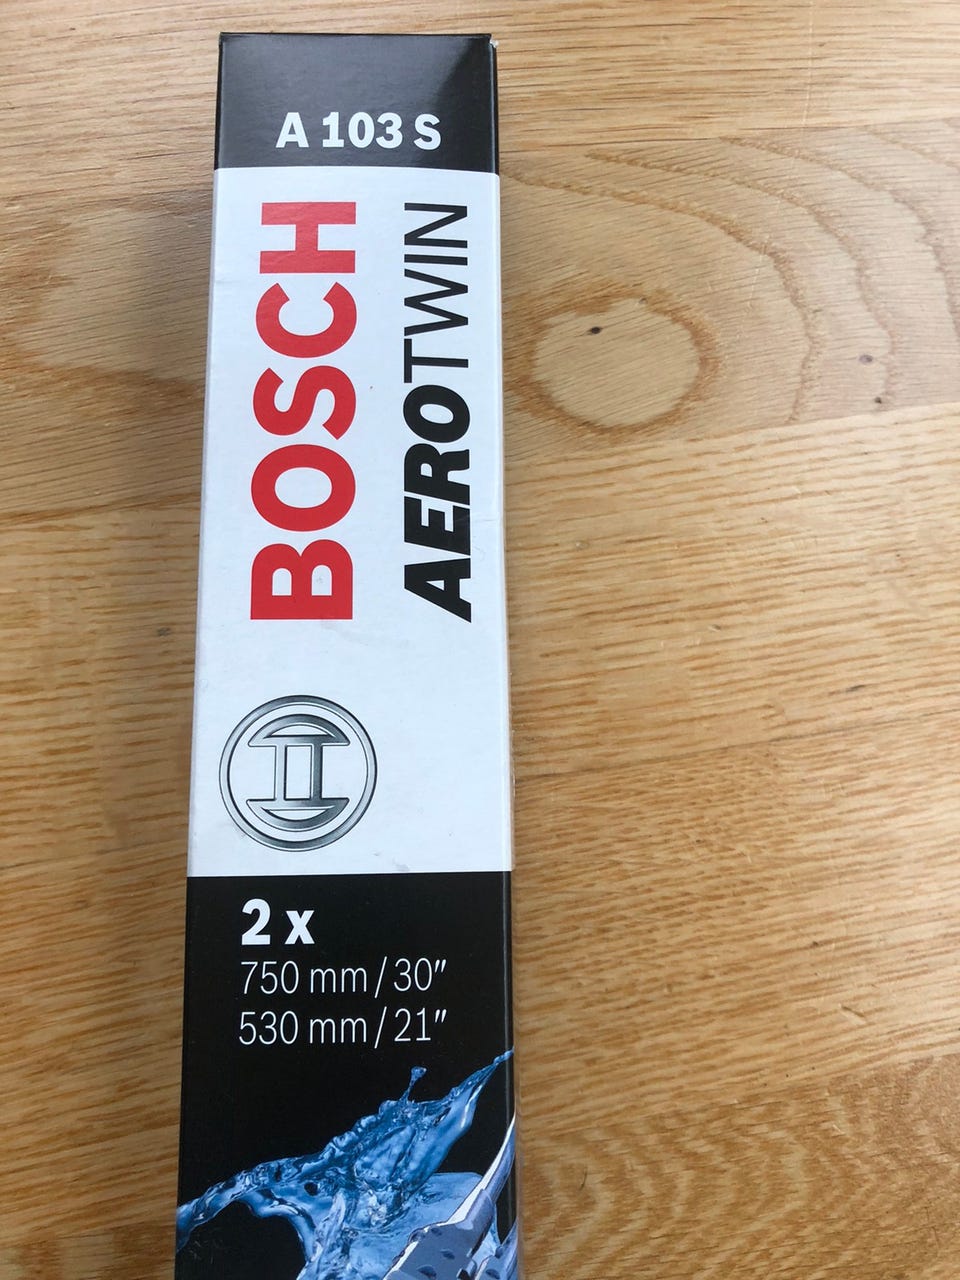 A 103 S
BOSCH
AEROTWIN
2 x
750 mm / 30"
530 mm / 21"